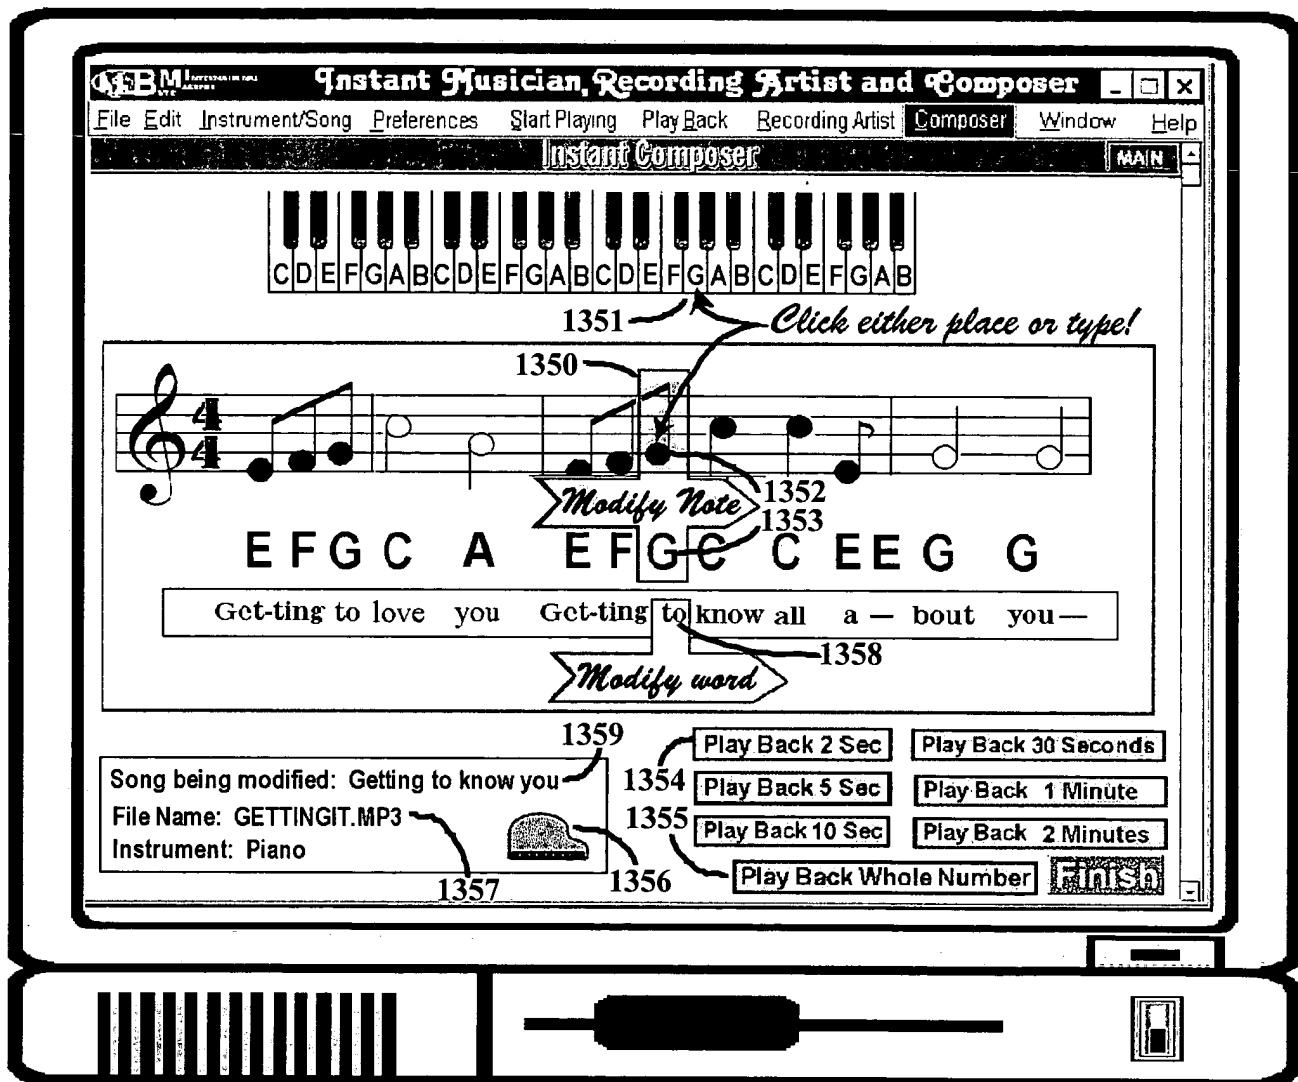 Instant Musician, Recording Artist and Composer
File Edit Instrument/Song Preferences Start Playing Play Back Recording Artist Composer Window Help
Instant Composer MAIN
C D E F G A B C D E F G A B C D E F G A B C D E F G A B
1351 Click either place or type!
1350
4
4
1352
Modify Note
1353
E F G C A E F G C C E E G G
Get-ting to love you Get-ting to know all a — bout you —
1358
Modify word
1359
Play Back 2 Sec Play Back 30 Seconds
Song being modified: Getting to know you
1354 Play Back 5 Sec Play Back 1 Minute
File Name: GETTINGIT.MP3
1355 Play Back 10 Sec Play Back 2 Minutes
Instrument: Piano
1357 1356 Play Back Whole Number Finish